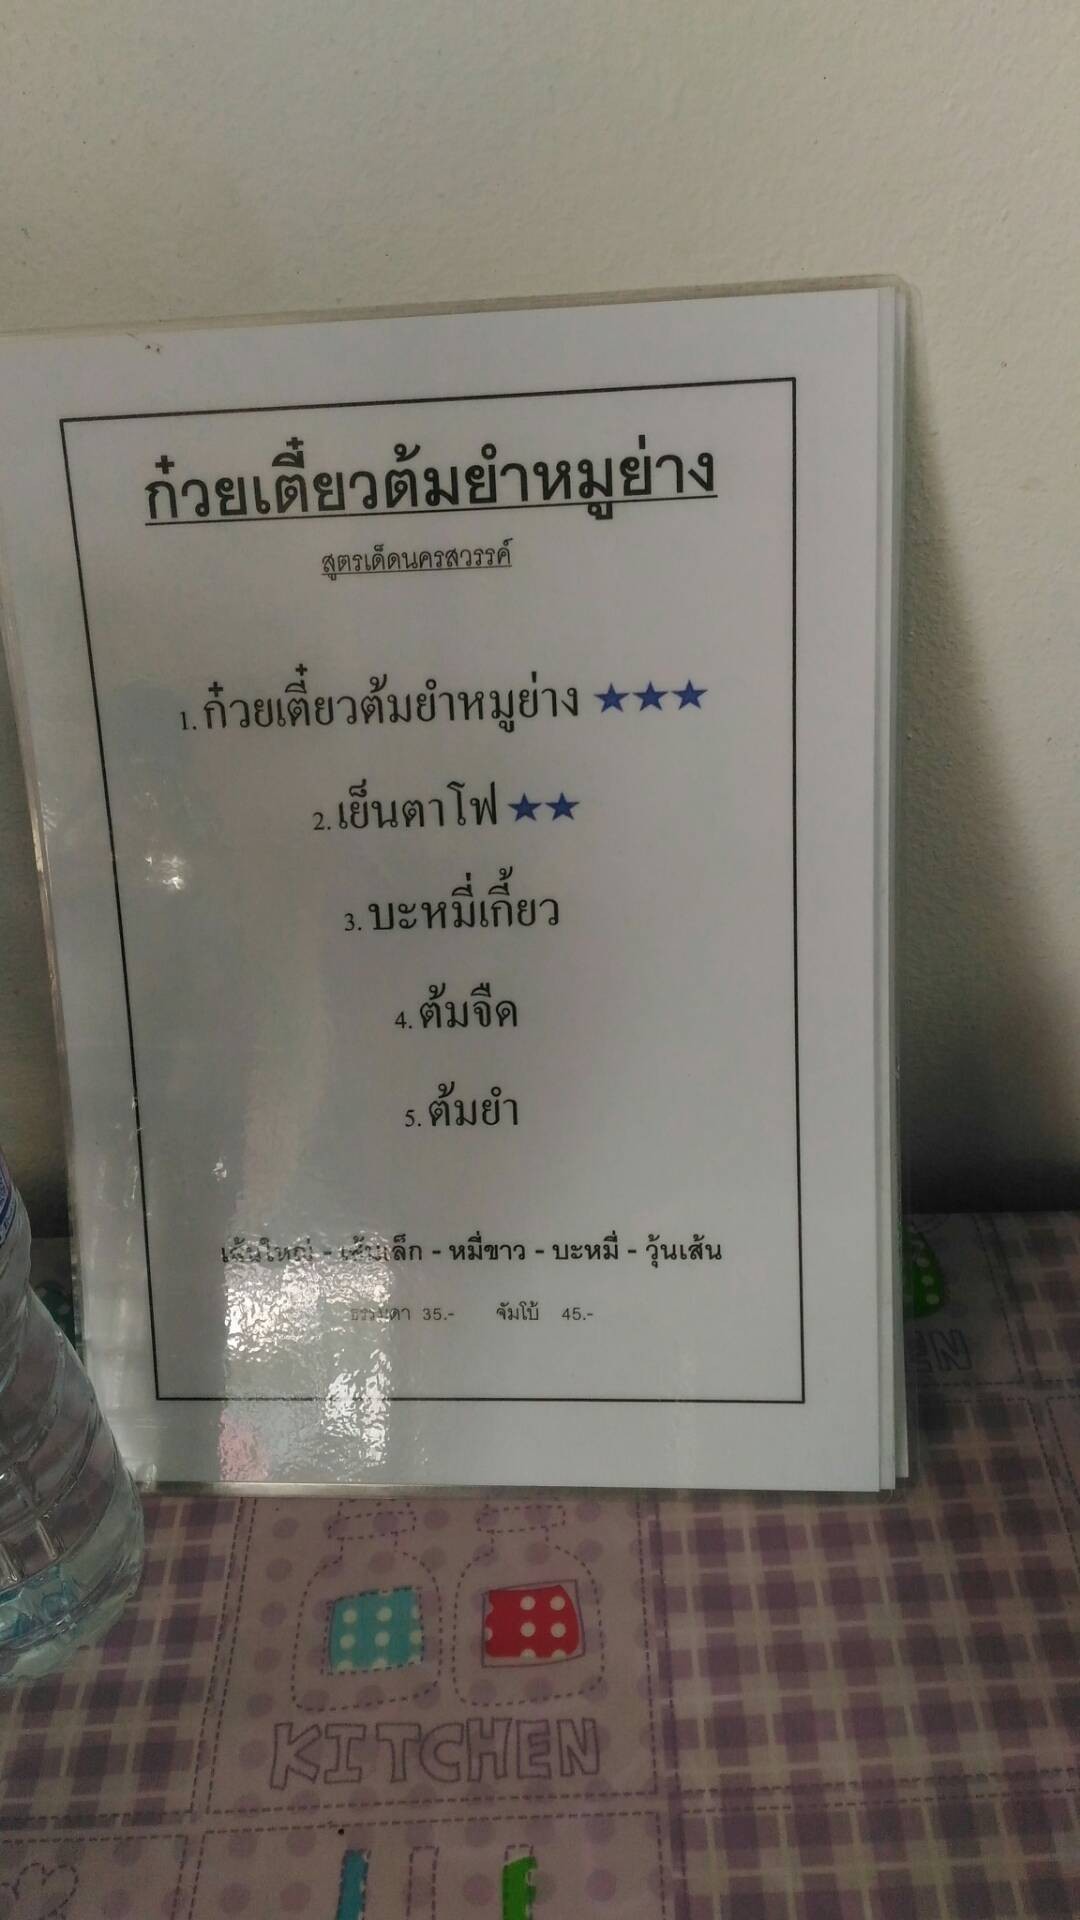 ก๋วยเตี๋ยวต้มยำหมูย่าง
สูตรเด็ดนครสวรรค์
1. ก๋วยเตี๋ยวต้มยำหมูย่าง ★★★
2. เย็นตาโฟ ★★
3. บะหมี่เกี้ยว
4. ต้มจืด
5. ต้มยำ
เส้นใหญ่ - เส้นเล็ก - หมี่ขาว - บะหมี่ - วุ้นเส้น
ธรรมดา 35.- จัมโบ้ 45.-
KITCHEN